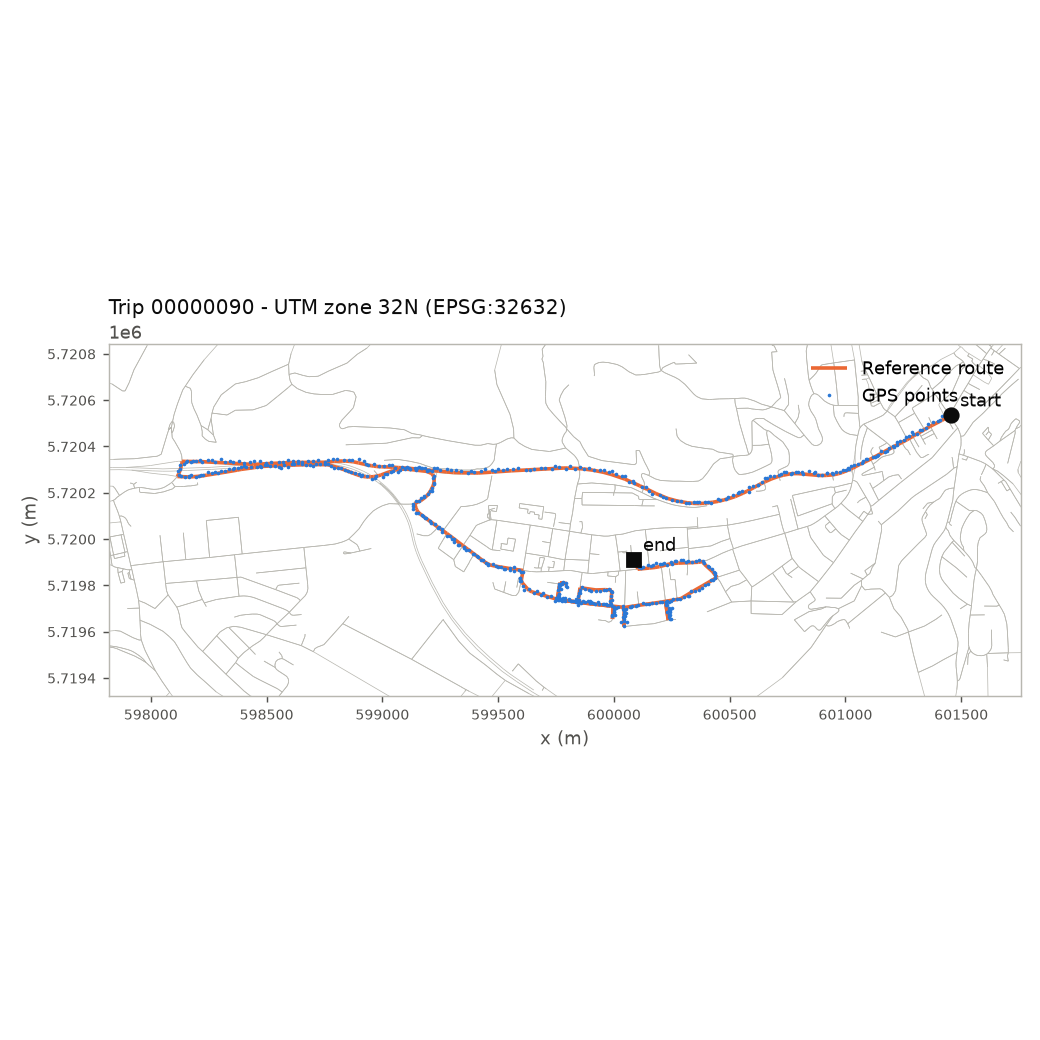 Trip 00000090 - UTM zone 32N (EPSG:32632)
1e6
5.7208
5.7206
5.7204
5.7202
5.7200
5.7198
5.7196
5.7194
y (m)
Reference route
GPS points
start
end
598000 598500 599000 599500 600000 600500 601000 601500
x (m)